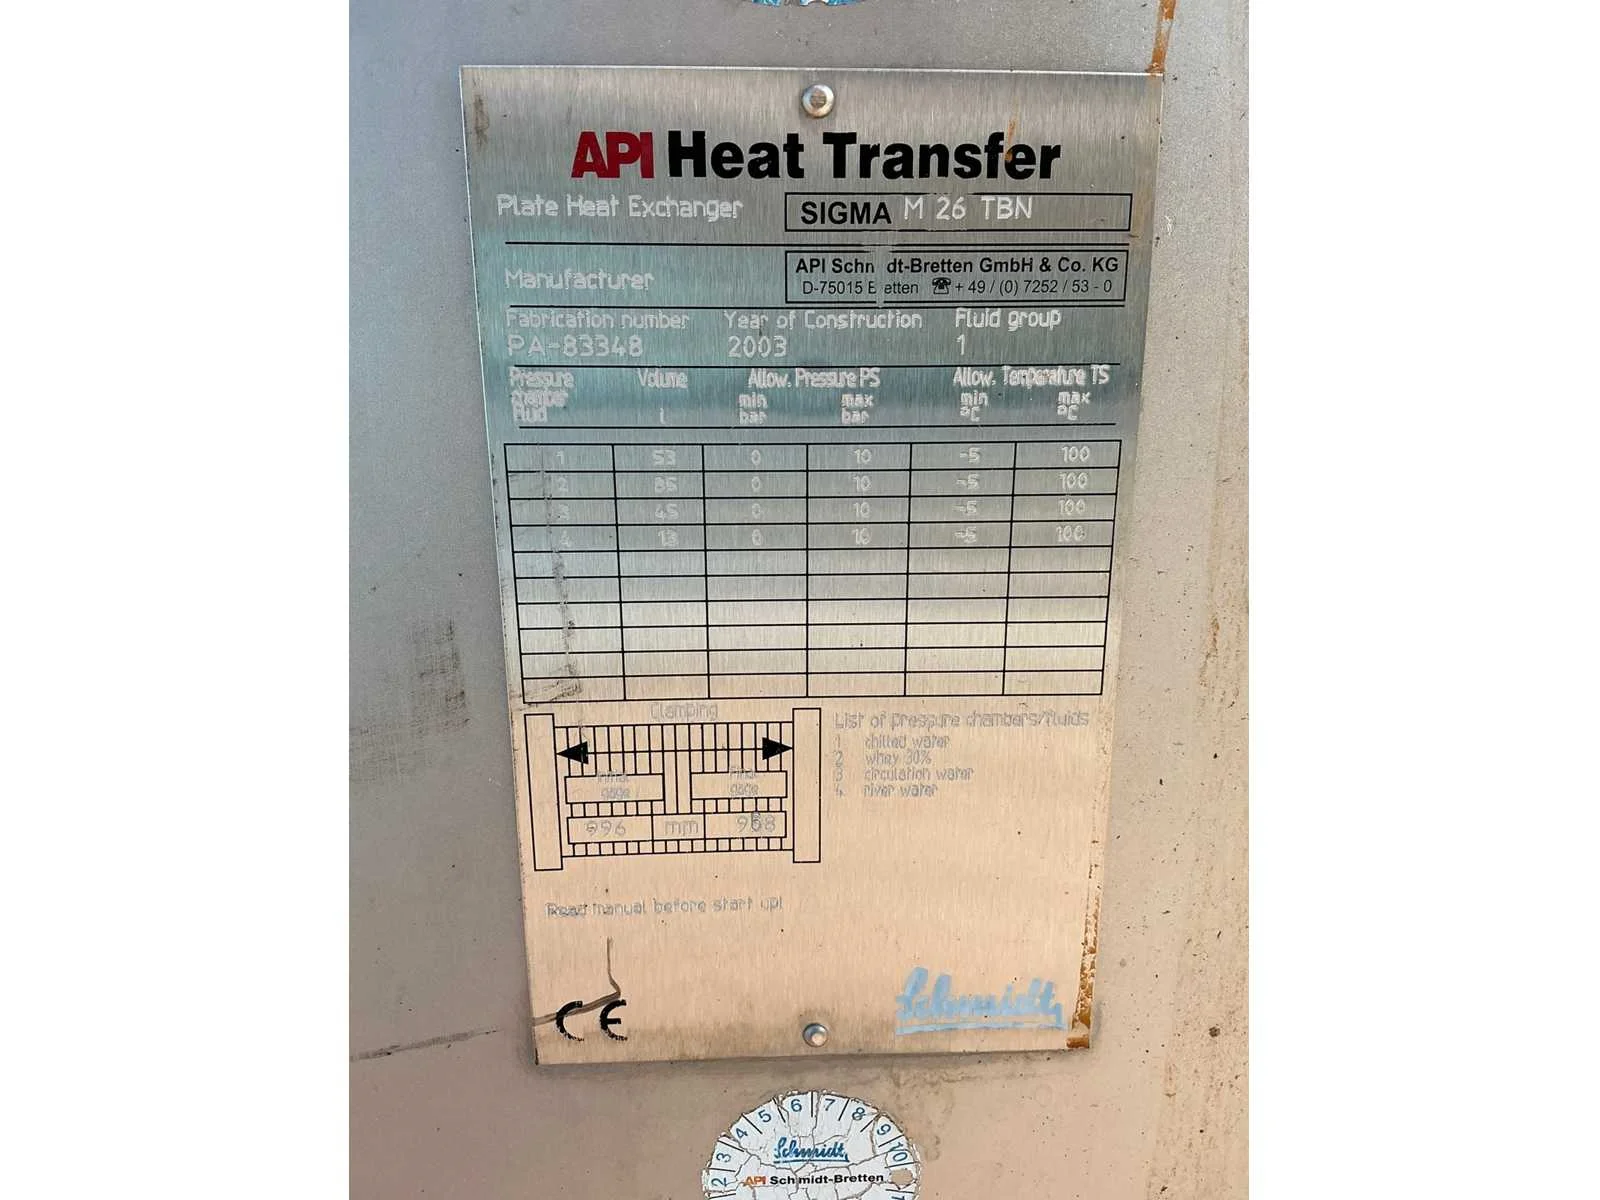 API Heat Transfer
Plate Heat Exchanger SIGMA M 26 TBN
Manufacturer API Schmidt-Bretten GmbH & Co. KG
D-75015 Bretten ☎ + 49 / (0) 7252 / 53 - 0
Fabrication number Year of Construction Fluid group
PA-83348 2003 1
Pressure Volume Allow. Pressure PS Allow. Temperature TS
chamber min max min max
Fluid l bar bar °C °C
1 53 0 10 -5 100
2 85 0 10 -5 100
3 45 0 10 -5 100
4 13 0 10 -5 100
Clamping
Initial gage Final gage
996 mm
List of pressure chambers/fluids
1 chilled water
2 whey 30%
3 circulation water
4 river water
Read manual before start up!
CE
Schmidt
2 3 4 5 6 7 8 9 10
Schmidt
API Schmidt-Bretten